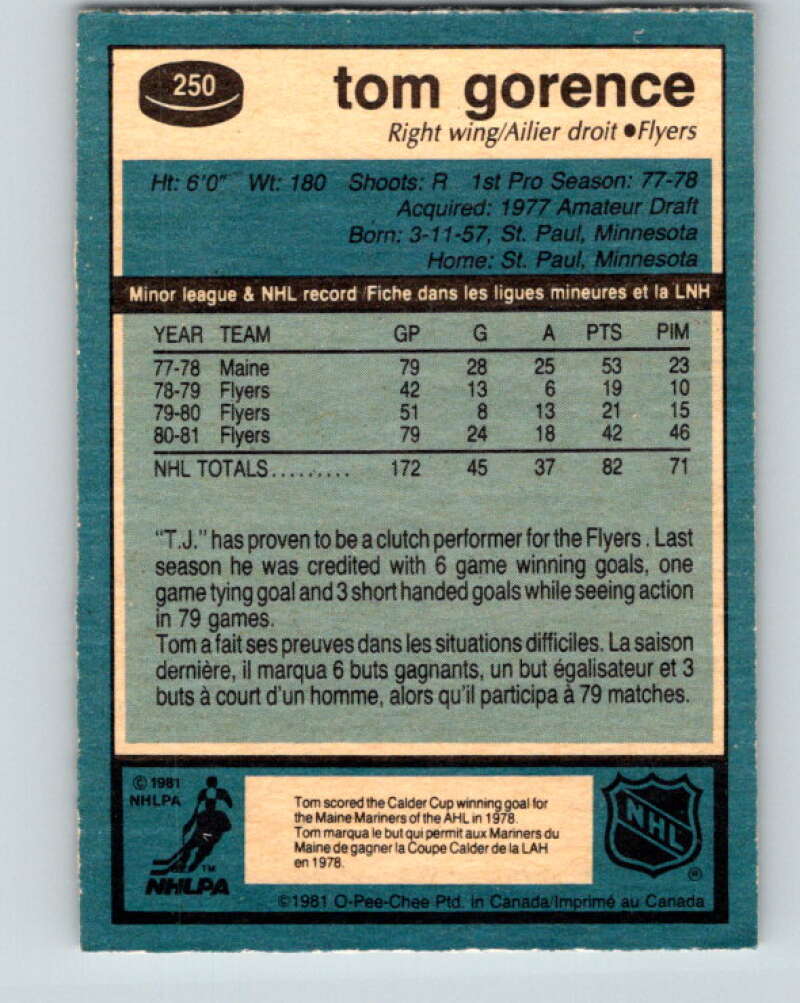 250
tom gorence
Right wing/Ailier droit ●Flyers
Ht: 6'0" Wt: 180 Shoots: R 1st Pro Season: 77-78
Acquired: 1977 Amateur Draft
Born: 3-11-57, St. Paul, Minnesota
Home: St. Paul, Minnesota
Minor league & NHL record/Fiche dans les ligues mineures et la LNH
YEAR TEAM GP G A PTS PIM
77-78 Maine 79 28 25 53 23
78-79 Flyers 42 13 6 19 10
79-80 Flyers 51 8 13 21 15
80-81 Flyers 79 24 18 42 46
NHL TOTALS......... 172 45 37 82 71
"T.J." has proven to be a clutch performer for the Flyers. Last
season he was credited with 6 game winning goals, one
game tying goal and 3 short handed goals while seeing action
in 79 games.
Tom a fait ses preuves dans les situations difficiles. La saison
dernière, il marqua 6 buts gagnants, un but égalisateur et 3
buts à court d'un homme, alors qu'il participa à 79 matches.
© 1981
NHLPA
TM
NHLPA
Tom scored the Calder Cup winning goal for
the Maine Mariners of the AHL in 1978.
Tom marqua le but qui permit aux Mariners du
Maine de gagner la Coupe Calder de la LAH
en 1978.
NHL
®
©1981 O-Pee-Chee Ptd. in Canada/Imprimé au Canada